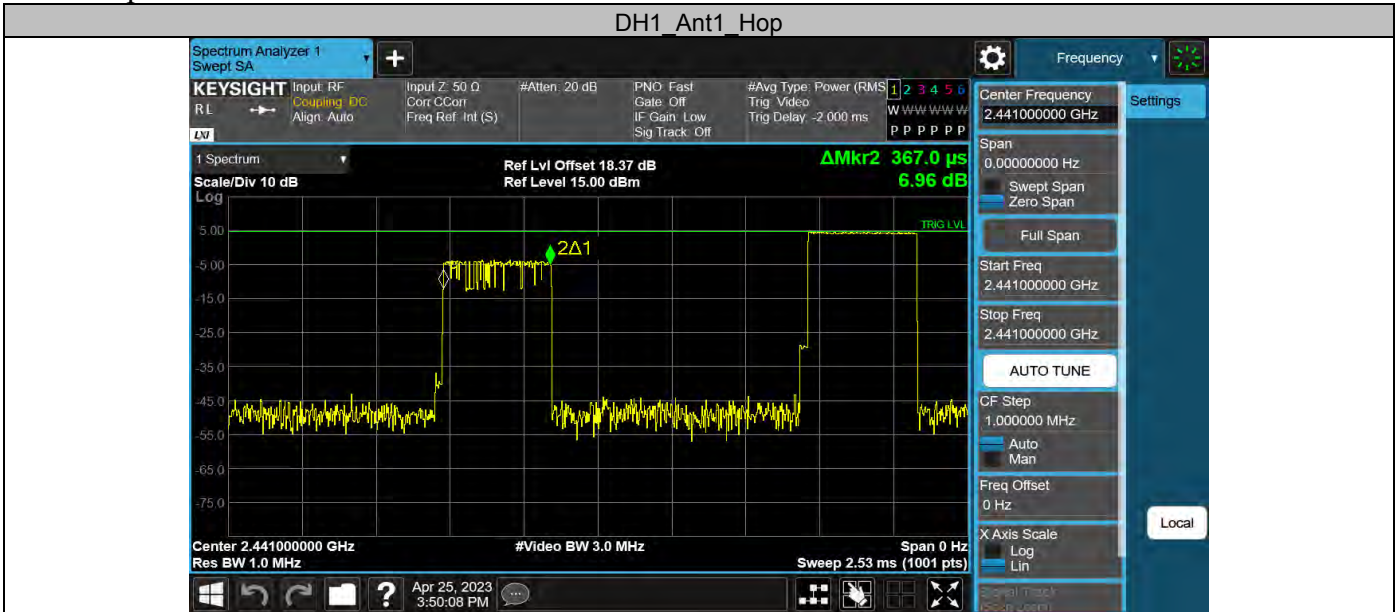 DH1_Ant1_Hop
Spectrum Analyzer 1
Swept SA
+
Frequency
KEYSIGHT
RL
LXI
Input: RF
Coupling: DC
Align: Auto
Input Z: 50 Ω
Corr CCorr
Freq Ref: Int (S)
#Atten: 20 dB
PNO: Fast
Gate: Off
IF Gain: Low
Sig Track: Off
#Avg Type: Power (RMS
Trig: Video
Trig Delay: -2.000 ms
1 2 3 4 5 6
W W W W W W
P P P P P P
1 Spectrum
Scale/Div 10 dB
Log
Ref Lvl Offset 18.37 dB
Ref Level 15.00 dBm
ΔMkr2 367.0 µs
6.96 dB
TRIG LVL
2Δ1
5.00
-5.00
-15.0
-25.0
-35.0
-45.0
-55.0
-65.0
-75.0
Center 2.441000000 GHz
Res BW 1.0 MHz
#Video BW 3.0 MHz
Span 0 Hz
Sweep 2.53 ms (1001 pts)
Center Frequency
2.441000000 GHz
Settings
Span
0.00000000 Hz
Swept Span
Zero Span
Full Span
Start Freq
2.441000000 GHz
Stop Freq
2.441000000 GHz
AUTO TUNE
CF Step
1.000000 MHz
Auto
Man
Freq Offset
0 Hz
X Axis Scale
Log
Lin
Signal Track
(Span Zoom)
Local
?
Apr 25, 2023
3:50:08 PM